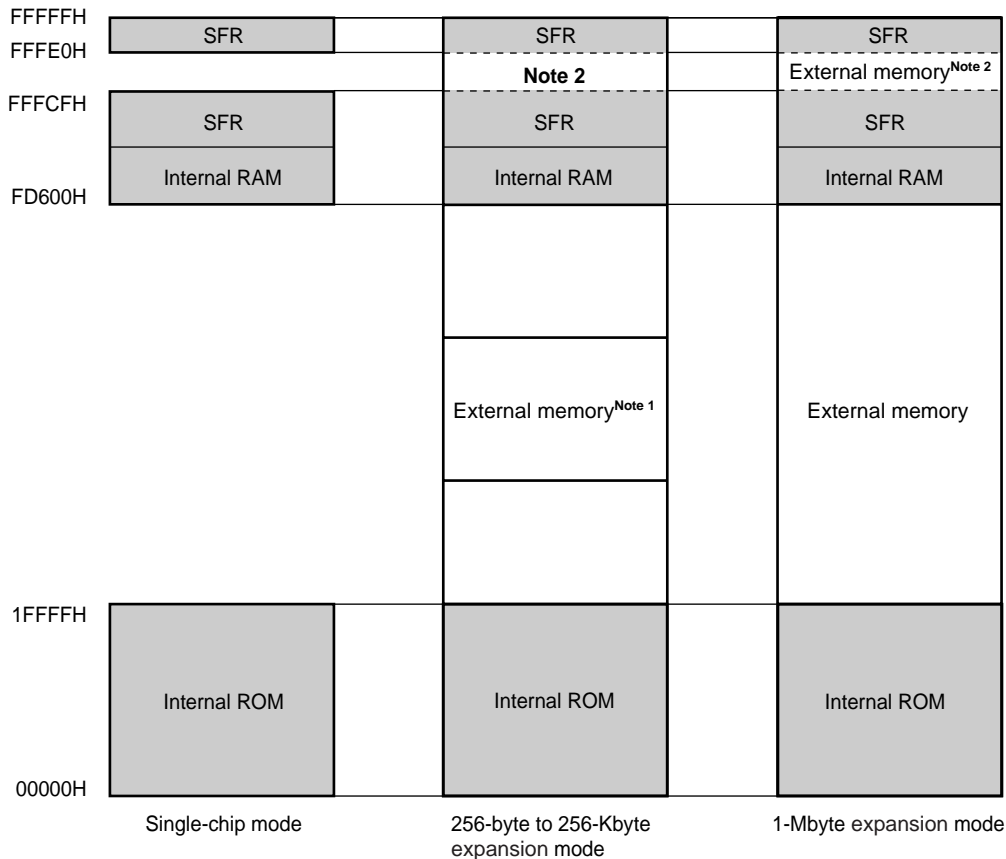 FFFFFH
SFR
SFR
SFR
FFFE0H
Note 2
External memoryNote 2
FFFCFH
SFR
SFR
SFR
Internal RAM
Internal RAM
Internal RAM
FD600H
External memoryNote 1
External memory
1FFFFH
Internal ROM
Internal ROM
Internal ROM
00000H
Single-chip mode
256-byte to 256-Kbyte
expansion mode
1-Mbyte expansion mode